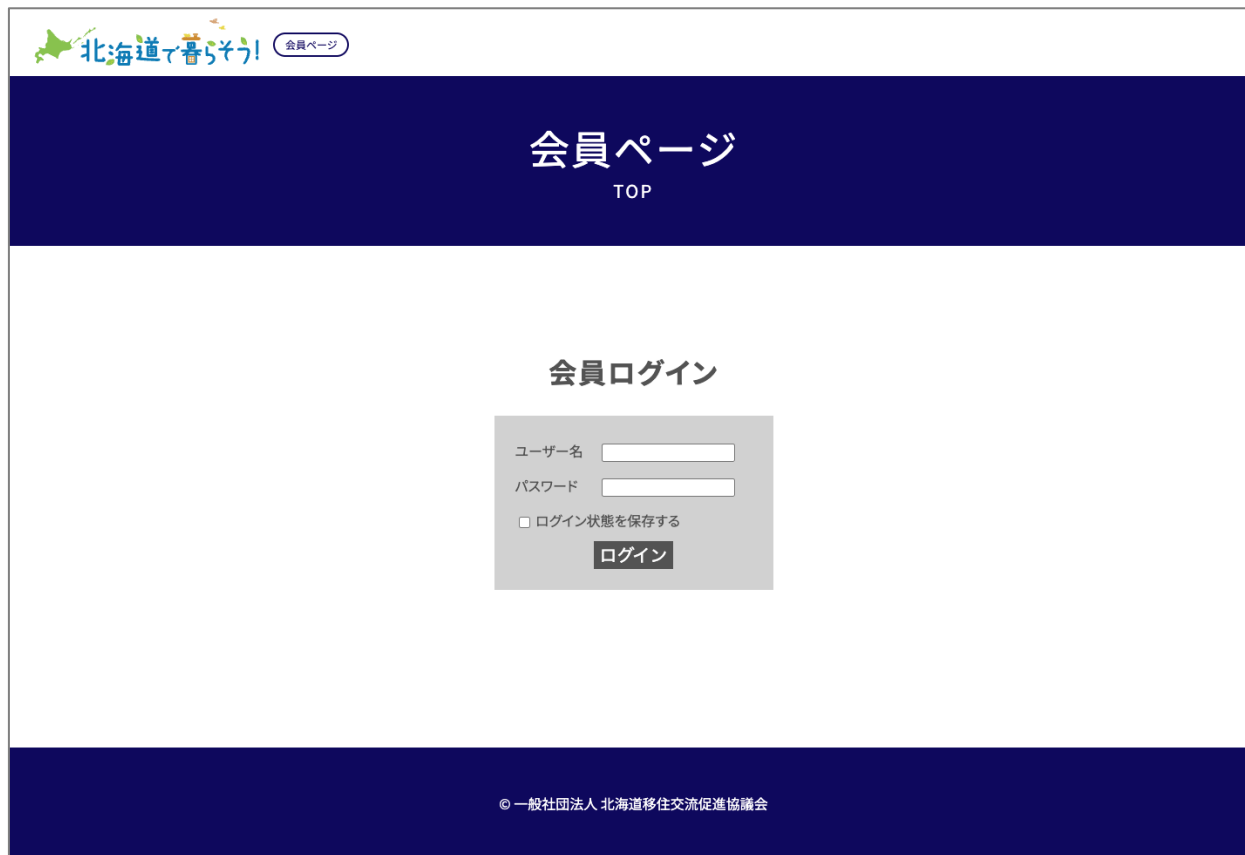 北海道で暮らそう!
会員ページ
会員ページ
TOP
会員ログイン
ユーザー名
パスワード
ログイン状態を保存する
ログイン
© 一般社団法人 北海道移住交流促進協議会